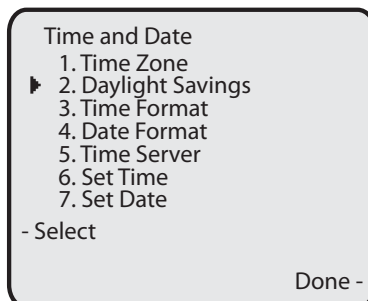 Time and Date
1. Time Zone
2. Daylight Savings
3. Time Format
4. Date Format
5. Time Server
6. Set Time
7. Set Date
- Select
Done -